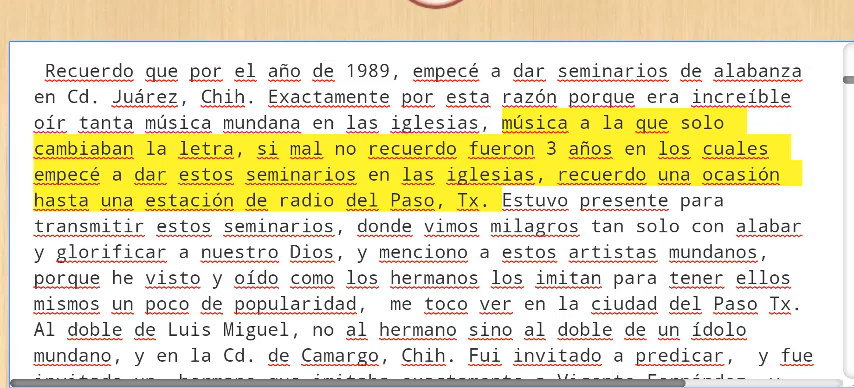 Recuerdo que por el año de 1989, empecé a dar seminarios de alabanza
en Cd. Juárez, Chih. Exactamente por esta razón porque era increíble
oír tanta música mundana en las iglesias, música a la que solo
cambiaban la letra, si mal no recuerdo fueron 3 años en los cuales
empecé a dar estos seminarios en las iglesias, recuerdo una ocasión
hasta una estación de radio del Paso, Tx. Estuvo presente para
transmitir estos seminarios, donde vimos milagros tan solo con alabar
y glorificar a nuestro Dios, y menciono a estos artistas mundanos,
porque he visto y oído como los hermanos los imitan para tener ellos
mismos un poco de popularidad,  me toco ver en la ciudad del Paso Tx.
Al doble de Luis Miguel, no al hermano sino al doble de un ídolo
mundano, y en la Cd. de Camargo, Chih. Fui invitado a predicar,  y fue